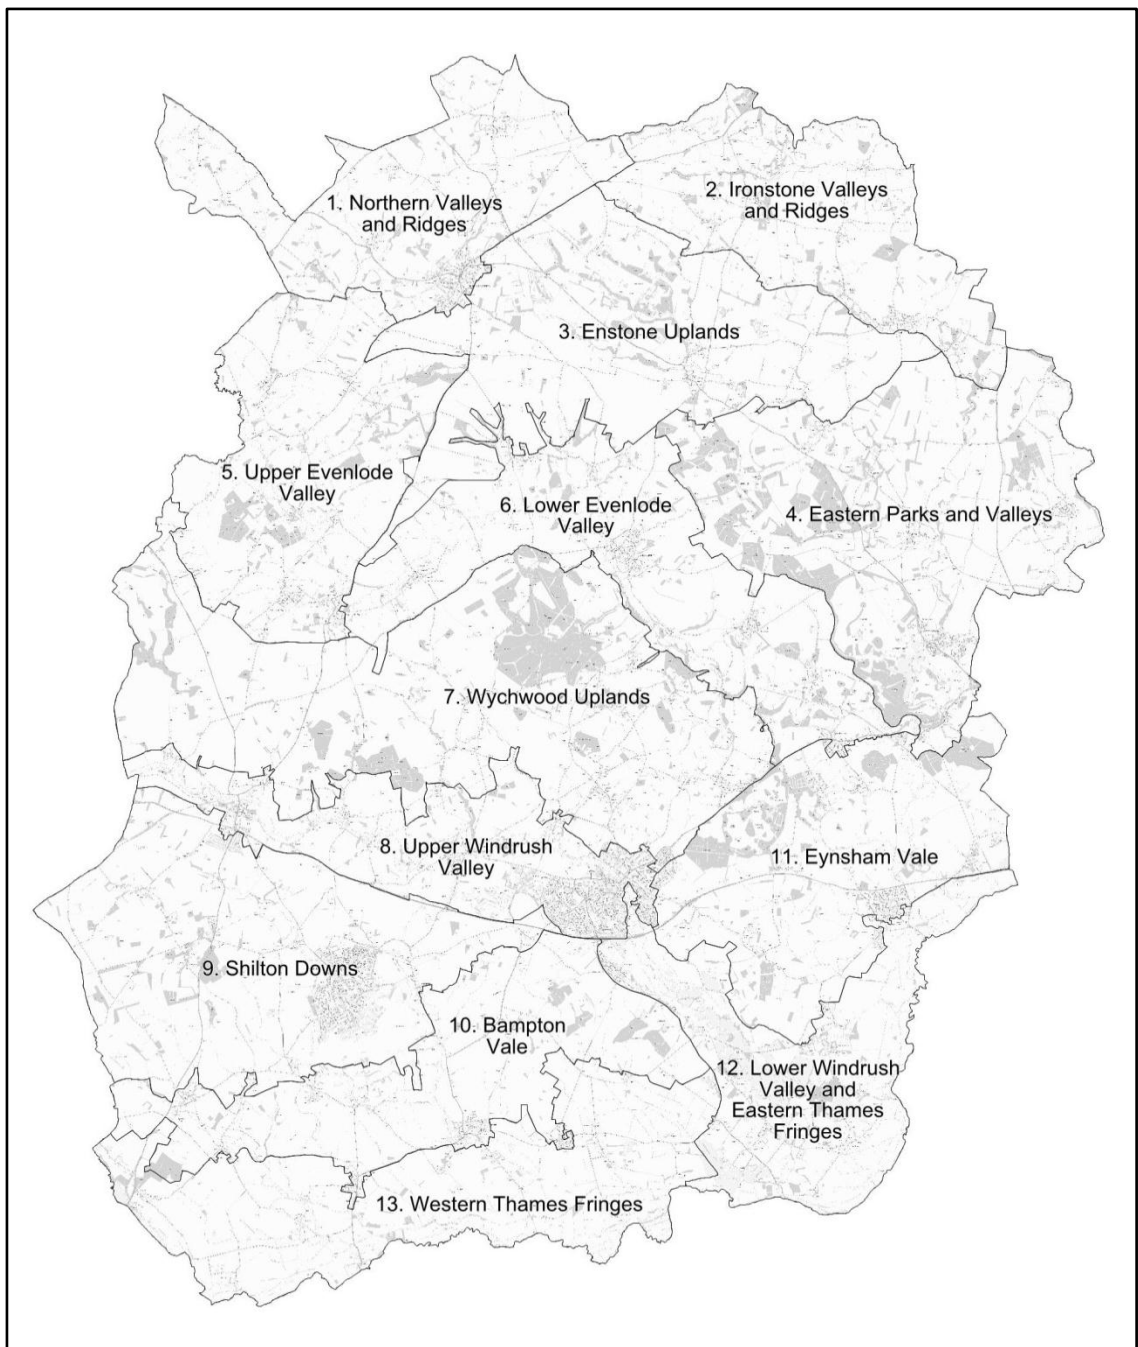 1. Northern Valleys
and Ridges
2. Ironstone Valleys
and Ridges
3. Enstone Uplands
5. Upper Evenlode
Valley
6. Lower Evenlode
Valley
4. Eastern Parks and Valleys
7. Wychwood Uplands
8. Upper Windrush
Valley
11. Eynsham Vale
9. Shilton Downs
10. Bampton
Vale
12. Lower Windrush
Valley and
Eastern Thames
Fringes
13. Western Thames Fringes